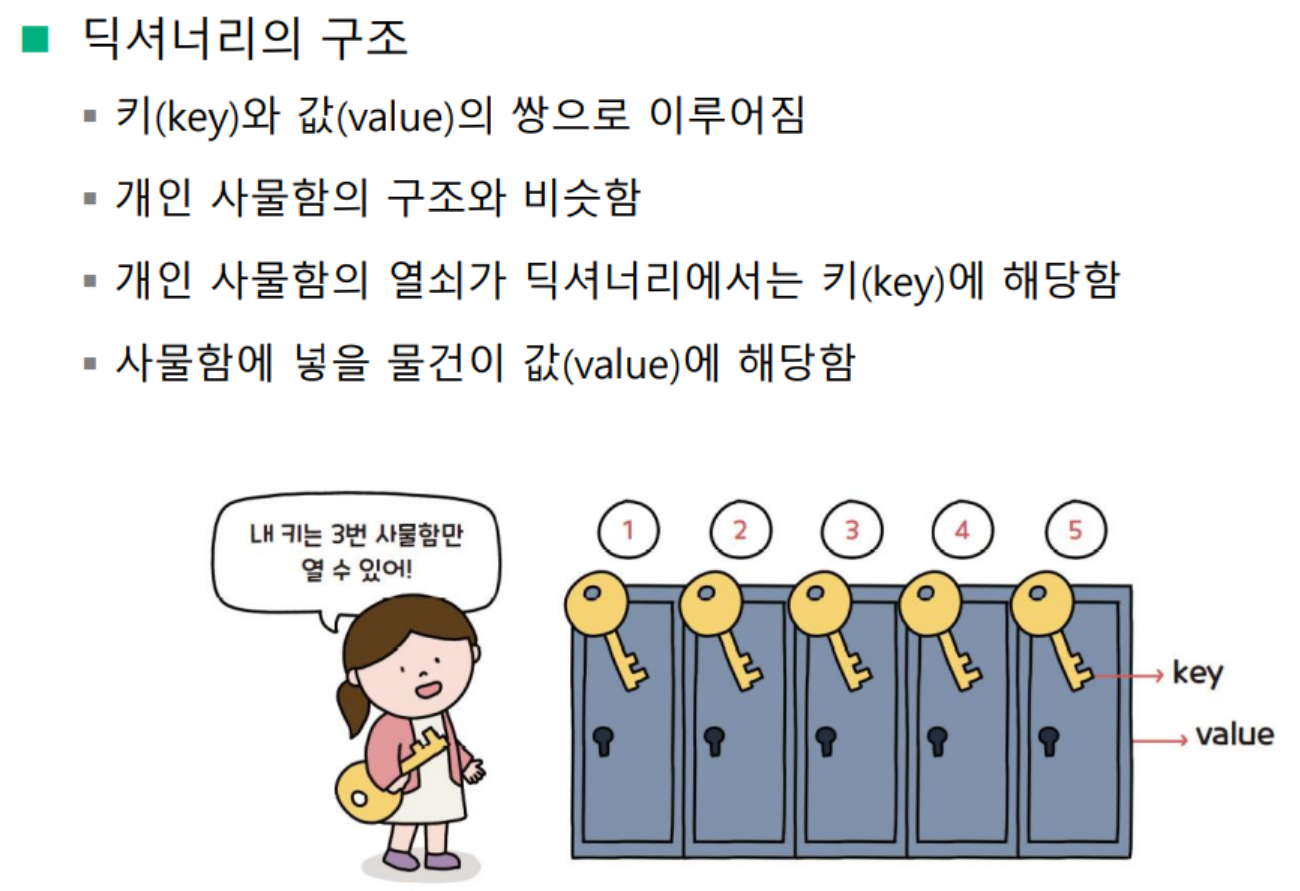 딕셔너리의 구조
키(key)와 값(value)의 쌍으로 이루어짐
개인 사물함의 구조와 비슷함
개인 사물함의 열쇠가 딕셔너리에서는 키(key)에 해당함
사물함에 넣을 물건이 값(value)에 해당함
내 키는 3번 사물함만
열 수 있어!
1 2 3 4 5
key
value